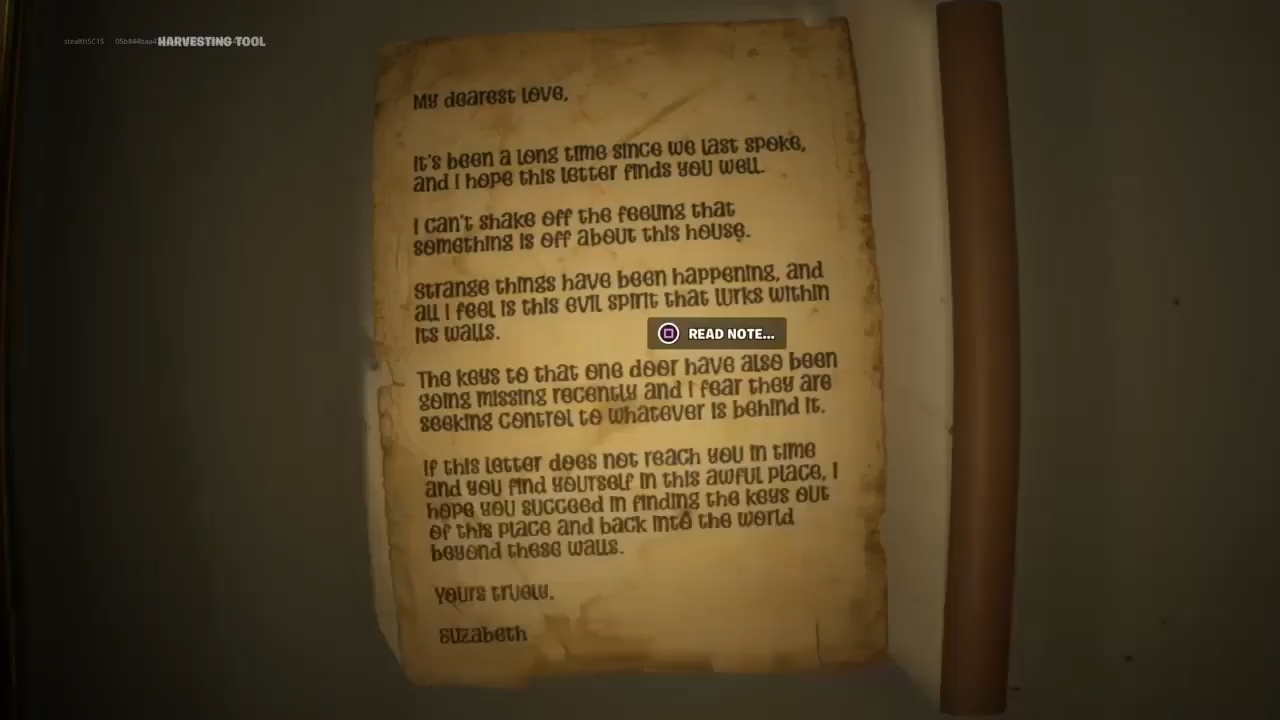 stealthSC15
HARVESTING TOOL
My dearest love,
It's been a long time since we last spoke,
and I hope this letter finds you well.
I can't shake off the feeling that
something is off about this house.
Strange things have been happening, and
all I feel is this evil spirit that lurks within
its walls.
READ NOTE...
The keys to that one door have also been
going missing recently and I fear they are
seeking control to whatever is behind it.
If this letter does not reach you in time
and you find yourself in this awful place, I
hope you succeed in finding the keys out
of this place and back into the world
beyond these walls.
Yours truely,
Suzabeth